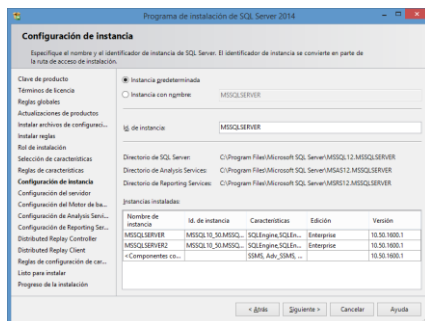 Programa de instalación de SQL Server 2014
Configuración de instancia
Especifique el nombre y el identificador de instancia de SQL Server. El identificador de instancia se convierte en parte de la ruta de acceso de instalación.
Clave de producto
Términos de licencia
Reglas globales
Actualizaciones de productos
Instalar archivos de configuraci...
Instalar reglas
Rol de instalación
Selección de características
Reglas de características
Configuración de instancia
Configuración del servidor
Configuración del Motor de ba...
Configuración de Analysis Servi...
Configuración de Reporting Ser...
Distributed Replay Controller
Distributed Replay Client
Reglas de configuración de car...
Listo para instalar
Progreso de la instalación
Instancia predeterminada
Instancia con nombre: MSSQLSERVER
Id. de instancia: MSSQLSERVER
Directorio de SQL Server: C:\Program Files\Microsoft SQL Server\MSSQL12.MSSQLSERVER
Directorio de Analysis Services: C:\Program Files\Microsoft SQL Server\MSAS12.MSSQLSERVER
Directorio de Reporting Services: C:\Program Files\Microsoft SQL Server\MSRS12.MSSQLSERVER
Instancias instaladas:
Nombre de instancia Id. de instancia Características Edición Versión
MSSQLSERVER MSSQL10_50.MSSQ... SQLEngine,SQLEn... Enterprise 10.50.1600.1
MSSQLSERVER2 MSSQL10_50.MSSQ... SQLEngine,SQLEn... Enterprise 10.50.1600.1
<Componentes co... SSMS, Adv_SSMS, ... 10.50.1600.1
< Atrás Siguiente > Cancelar Ayuda